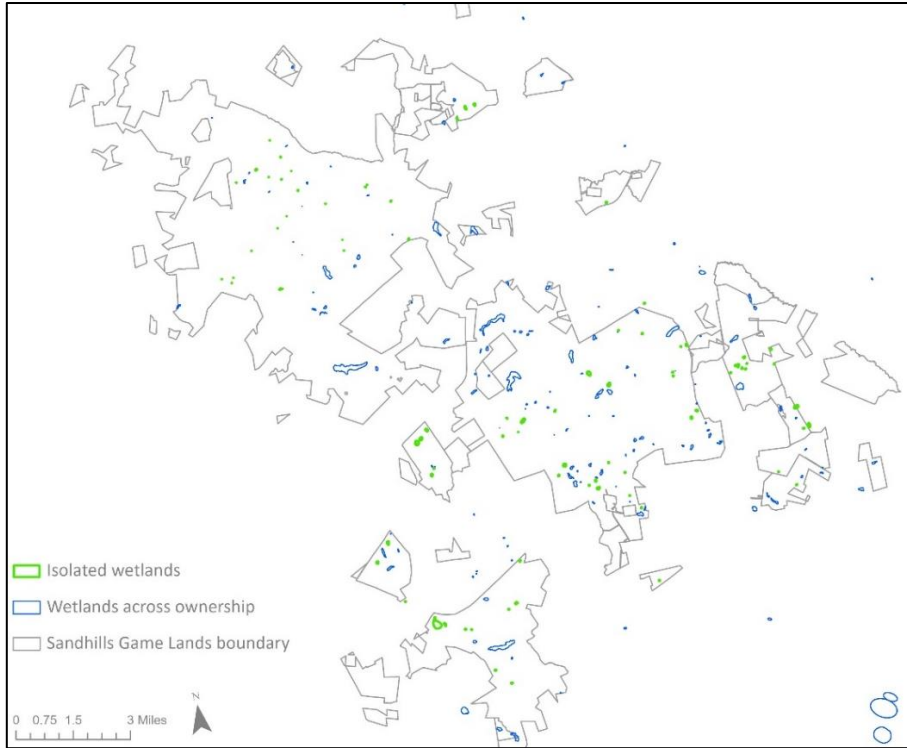 Isolated wetlands
Wetlands across ownership
Sandhills Game Lands boundary
0 0.75 1.5 3 Miles
N